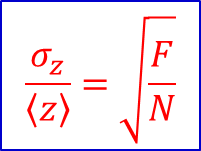 σ_z / ⟨z⟩ = √(F / N)